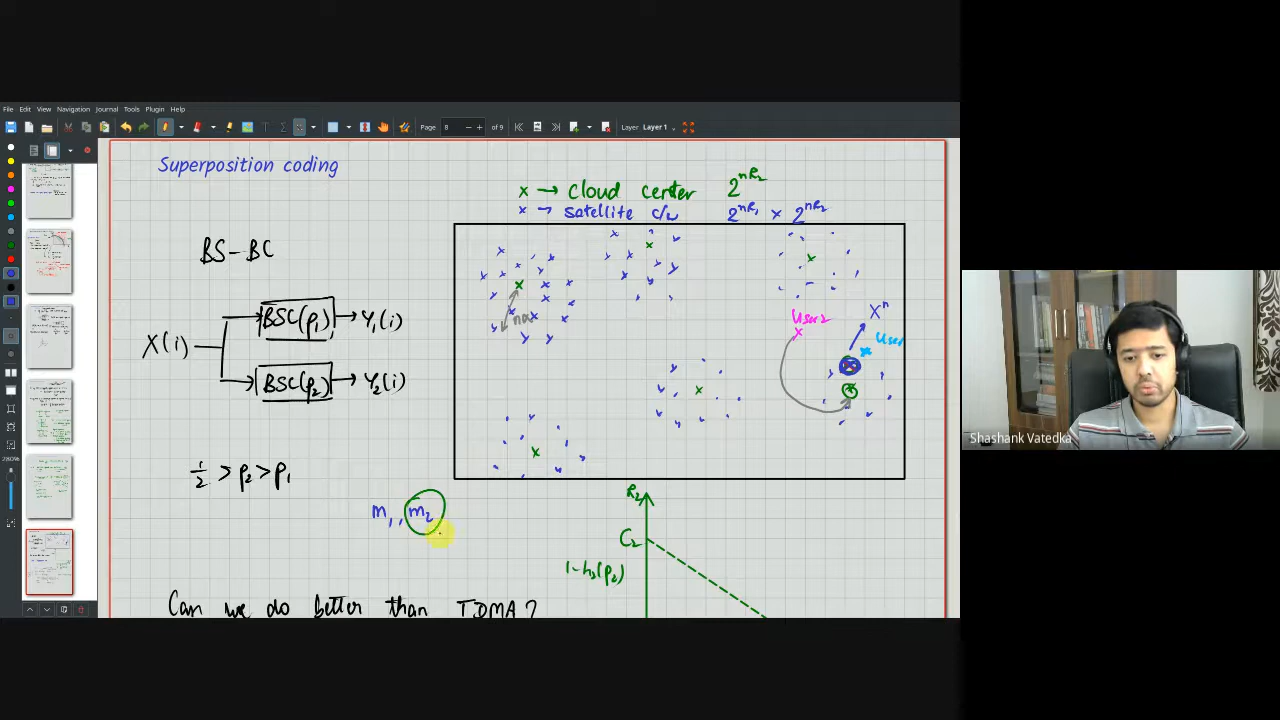 File Edit View Navigation Journal Tools Plugin Help
Page 8 of 9 Layer Layer 1
280%
Superposition coding
x → cloud center 2^{nR_2}
x → satellite c/w 2^{nR_1} × 2^{nR_2}
BS-BC
X(i)
BSC(p_1) → Y_1(i)
BSC(p_2) → Y_2(i)
nα
User 2
X^n
User
1/2 > p_2 > p_1
m_1, m_2
R_2
C_2
1-h_2(p_2)
Can we do better than TDMA?
Shashank Vatedka